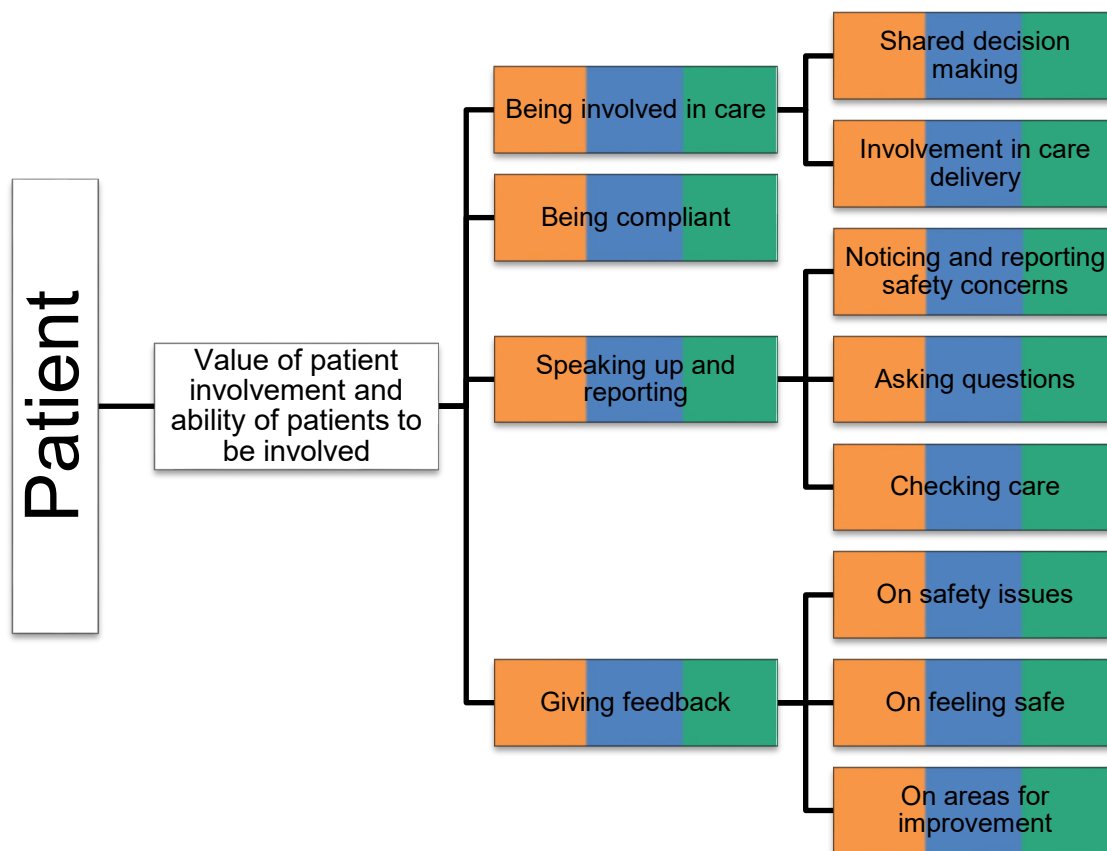 Patient
Value of patient
involvement and
ability of patients to
be involved
Being involved in care
Being compliant
Speaking up and
reporting
Giving feedback
Shared decision
making
Involvement in care
delivery
Noticing and reporting
safety concerns
Asking questions
Checking care
On safety issues
On feeling safe
On areas for
improvement